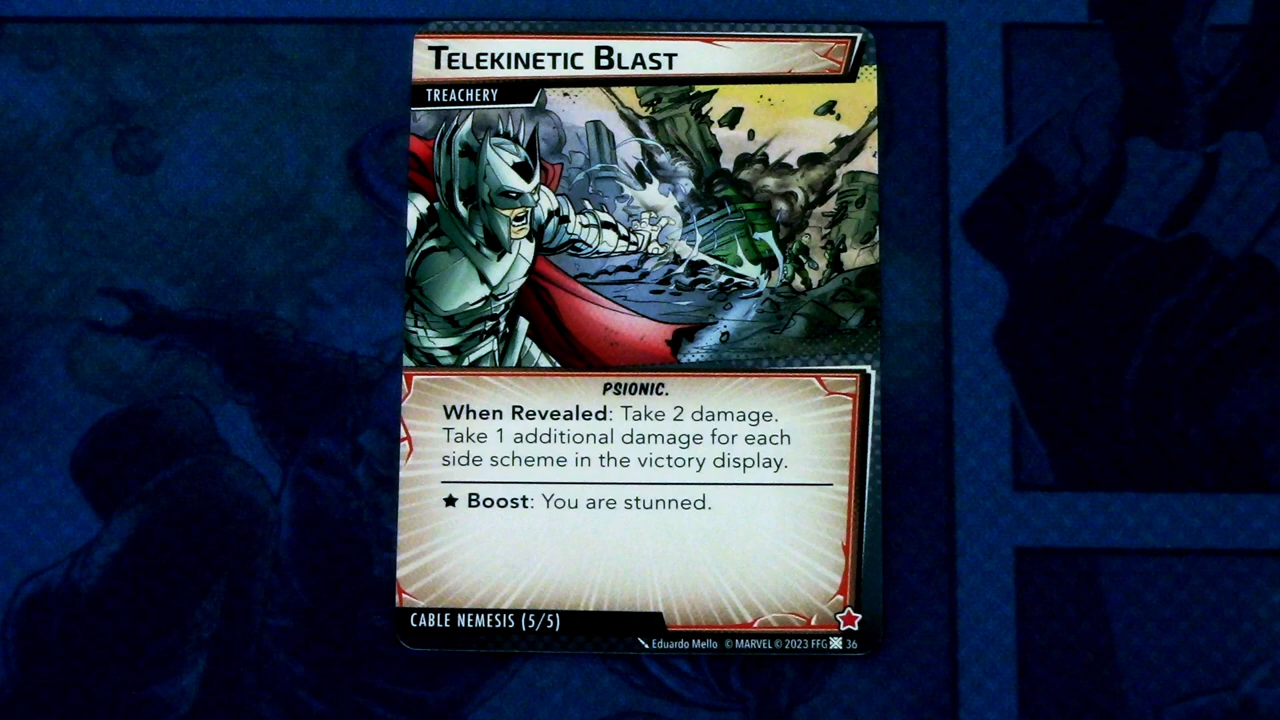 TELEKINETIC BLAST
TREACHERY
PSIONIC.
When Revealed: Take 2 damage.
Take 1 additional damage for each
side scheme in the victory display.
★ Boost: You are stunned.
CABLE NEMESIS (5/5)
Eduardo Mello © MARVEL © 2023 FFG 36